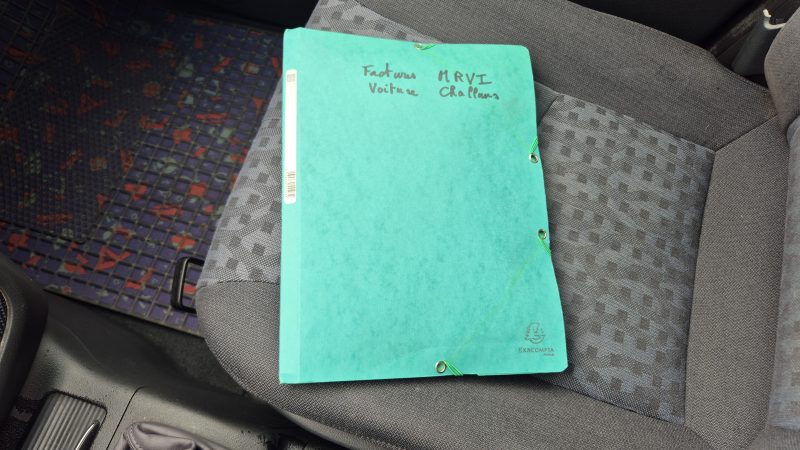 Factures MRVI
Voiture Challans
EXACOMPTA